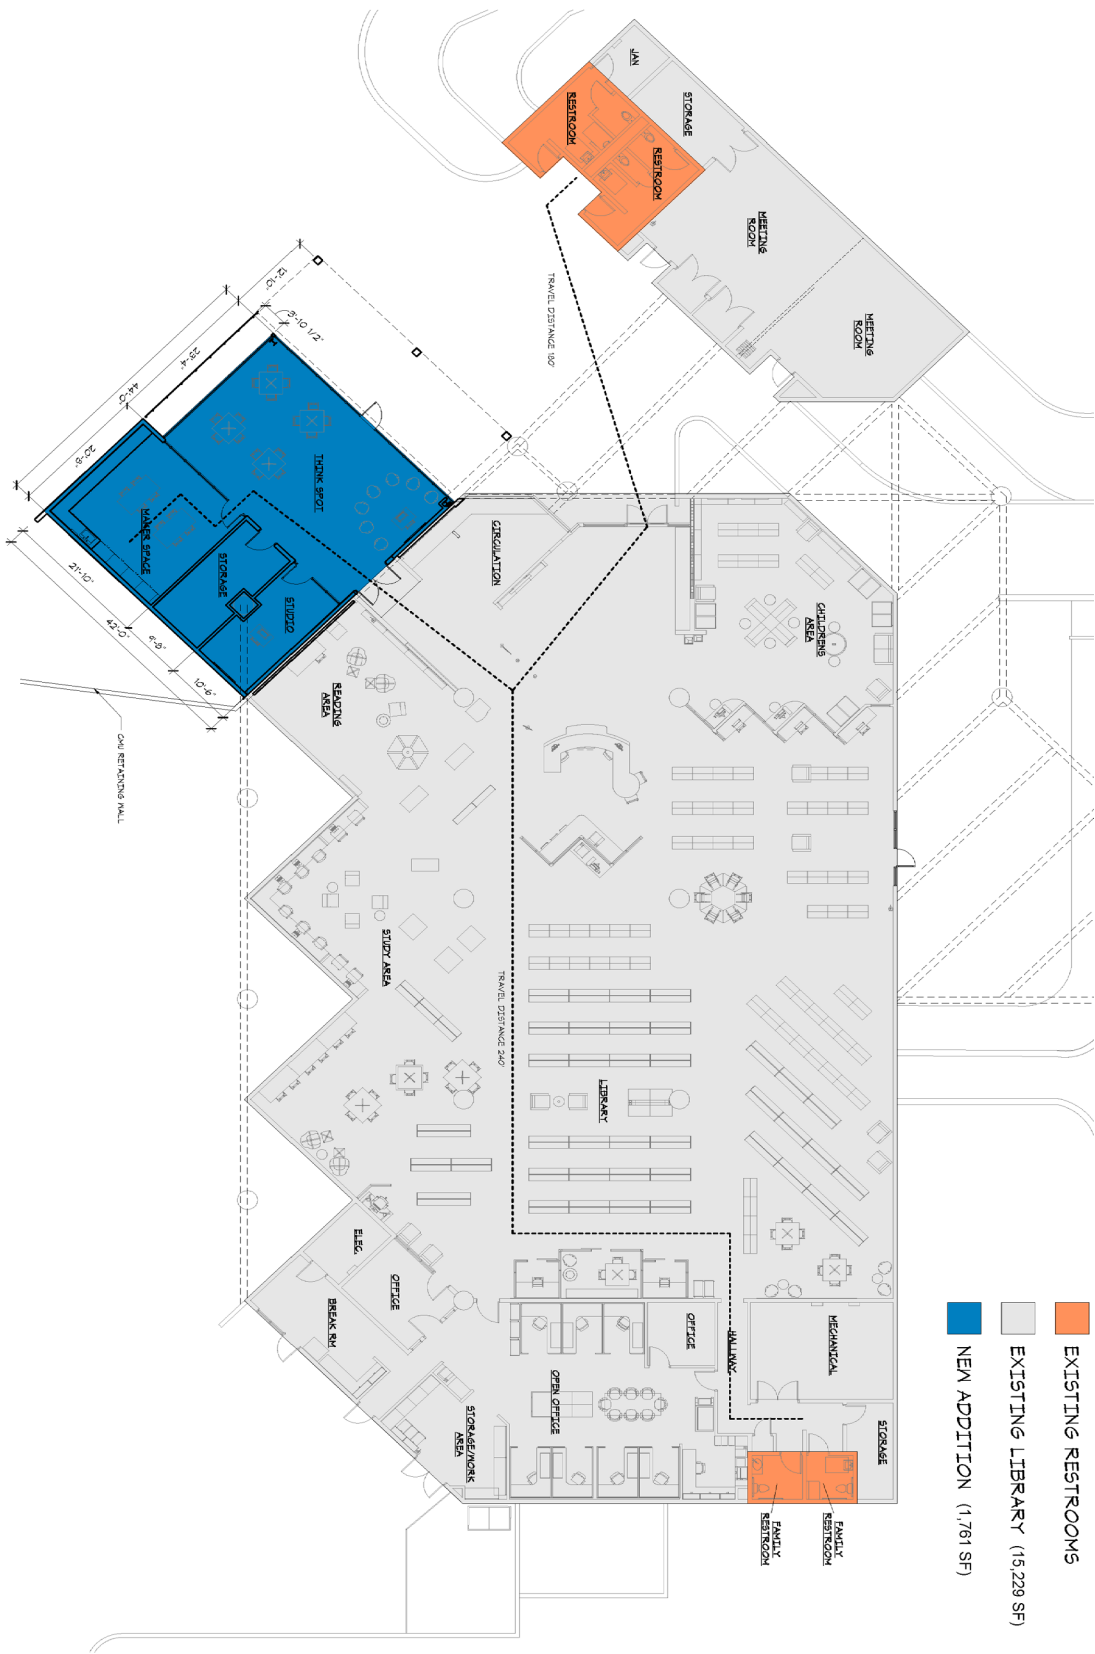 JAN
RESTROOM
STORAGE
RESTROOM
MEETING
ROOM
MEETING
ROOM
TRAVEL DISTANCE 180'
12'-10"
3'-10 1/2"
23'-4"
44'-0"
20'-8"
THINK SPOT
MAKER SPACE
STORAGE
STUDIO
21'-10"
42'-0"
9'-8"
10'-6"
CMU RETAINING WALL
CIRCULATION
CHILDRENS
AREA
READING
AREA
STUDY AREA
TRAVEL DISTANCE 240'
LIBRARY
ELEC.
OFFICE
BREAK RM
OFFICE
HALLWAY
MECHANICAL
OPEN OFFICE
STORAGE/WORK
AREA
STORAGE
FAMILY
RESTROOM
FAMILY
RESTROOM
EXISTING RESTROOMS
EXISTING LIBRARY (15,229 SF)
NEW ADDITION (1,761 SF)